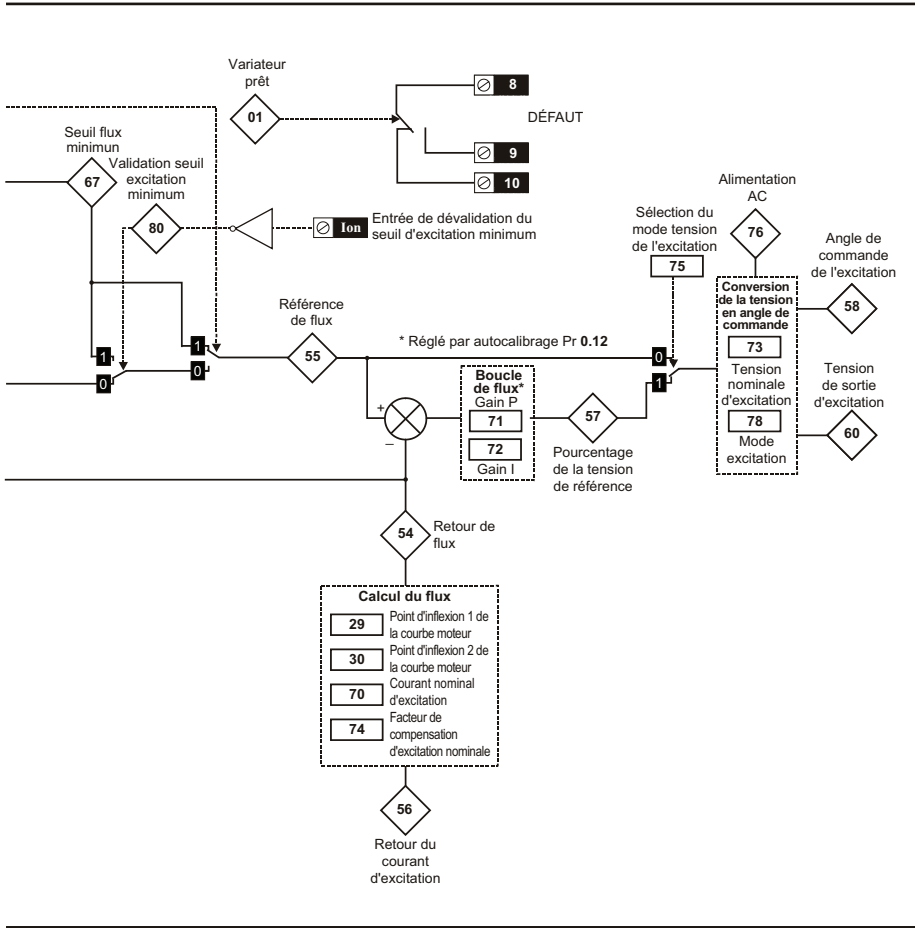 Variateur
prêt
01
8
DÉFAUT
9
10
Seuil flux
minimun
67
Validation seuil
excitation
minimum
80
Ion
Entrée de dévalidation du
seuil d'excitation minimum
Alimentation
AC
76
Sélection du
mode tension
de l'excitation
75
Angle de
commande
de l'excitation
58
Conversion
de la tension
en angle de
commande
73
Tension
nominale
d'excitation
78
Mode
excitation
Tension
de sortie
d'excitation
60
Référence
de flux
55
* Réglé par autocalibrage Pr 0.12
1
0
1
0
0
1
+
–
Boucle
de flux*
Gain P
71
72
Gain I
57
Pourcentage
de la tension
de référence
54
Retour de
flux
Calcul du flux
29
Point d'inflexion 1 de
la courbe moteur
30
Point d'inflexion 2 de
la courbe moteur
70
Courant nominal
d'excitation
74
Facteur de
compensation
d'excitation nominale
56
Retour du
courant
d'excitation